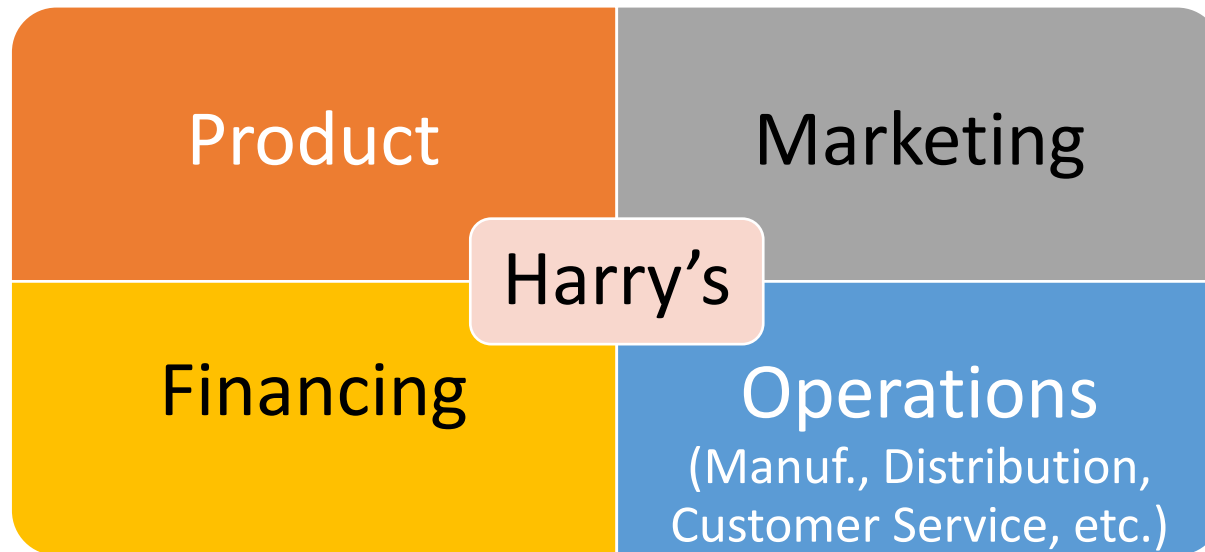 Product
Marketing
Harry’s
Financing
Operations
(Manuf., Distribution,
Customer Service, etc.)